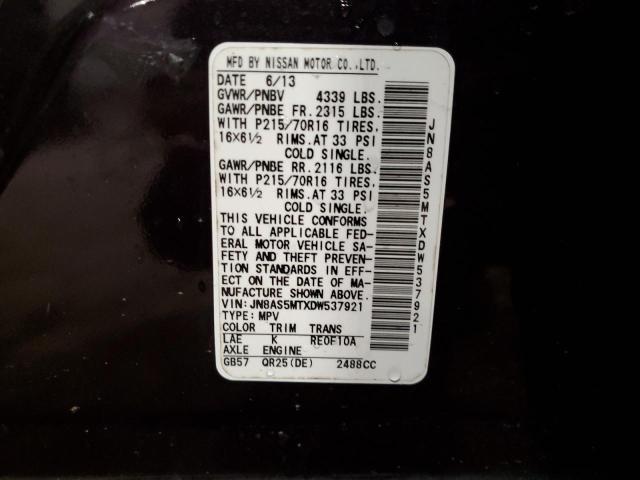 MFD BY NISSAN MOTOR CO.,LTD.
DATE 6/13
GVWR/PNBV 4339 LBS.
GAWR/PNBE FR. 2315 LBS.
WITH P215/70R16 TIRES,
16X6½ RIMS. AT 33 PSI
COLD SINGLE.
GAWR/PNBE RR. 2116 LBS.
WITH P215/70R16 TIRES,
16X6½ RIMS. AT 33 PSI
COLD SINGLE.
THIS VEHICLE CONFORMS
TO ALL APPLICABLE FED-
ERAL MOTOR VEHICLE SA-
FETY AND THEFT PREVEN-
TION STANDARDS IN EFF-
ECT ON THE DATE OF MA-
NUFACTURE SHOWN ABOVE.
VIN: JN8AS5MTXDW537921
TYPE: MPV
COLOR TRIM TRANS
LAE K RE0F10A
AXLE ENGINE
GB57 QR25(DE) 2488CC
JN8AS5MTXDW537921